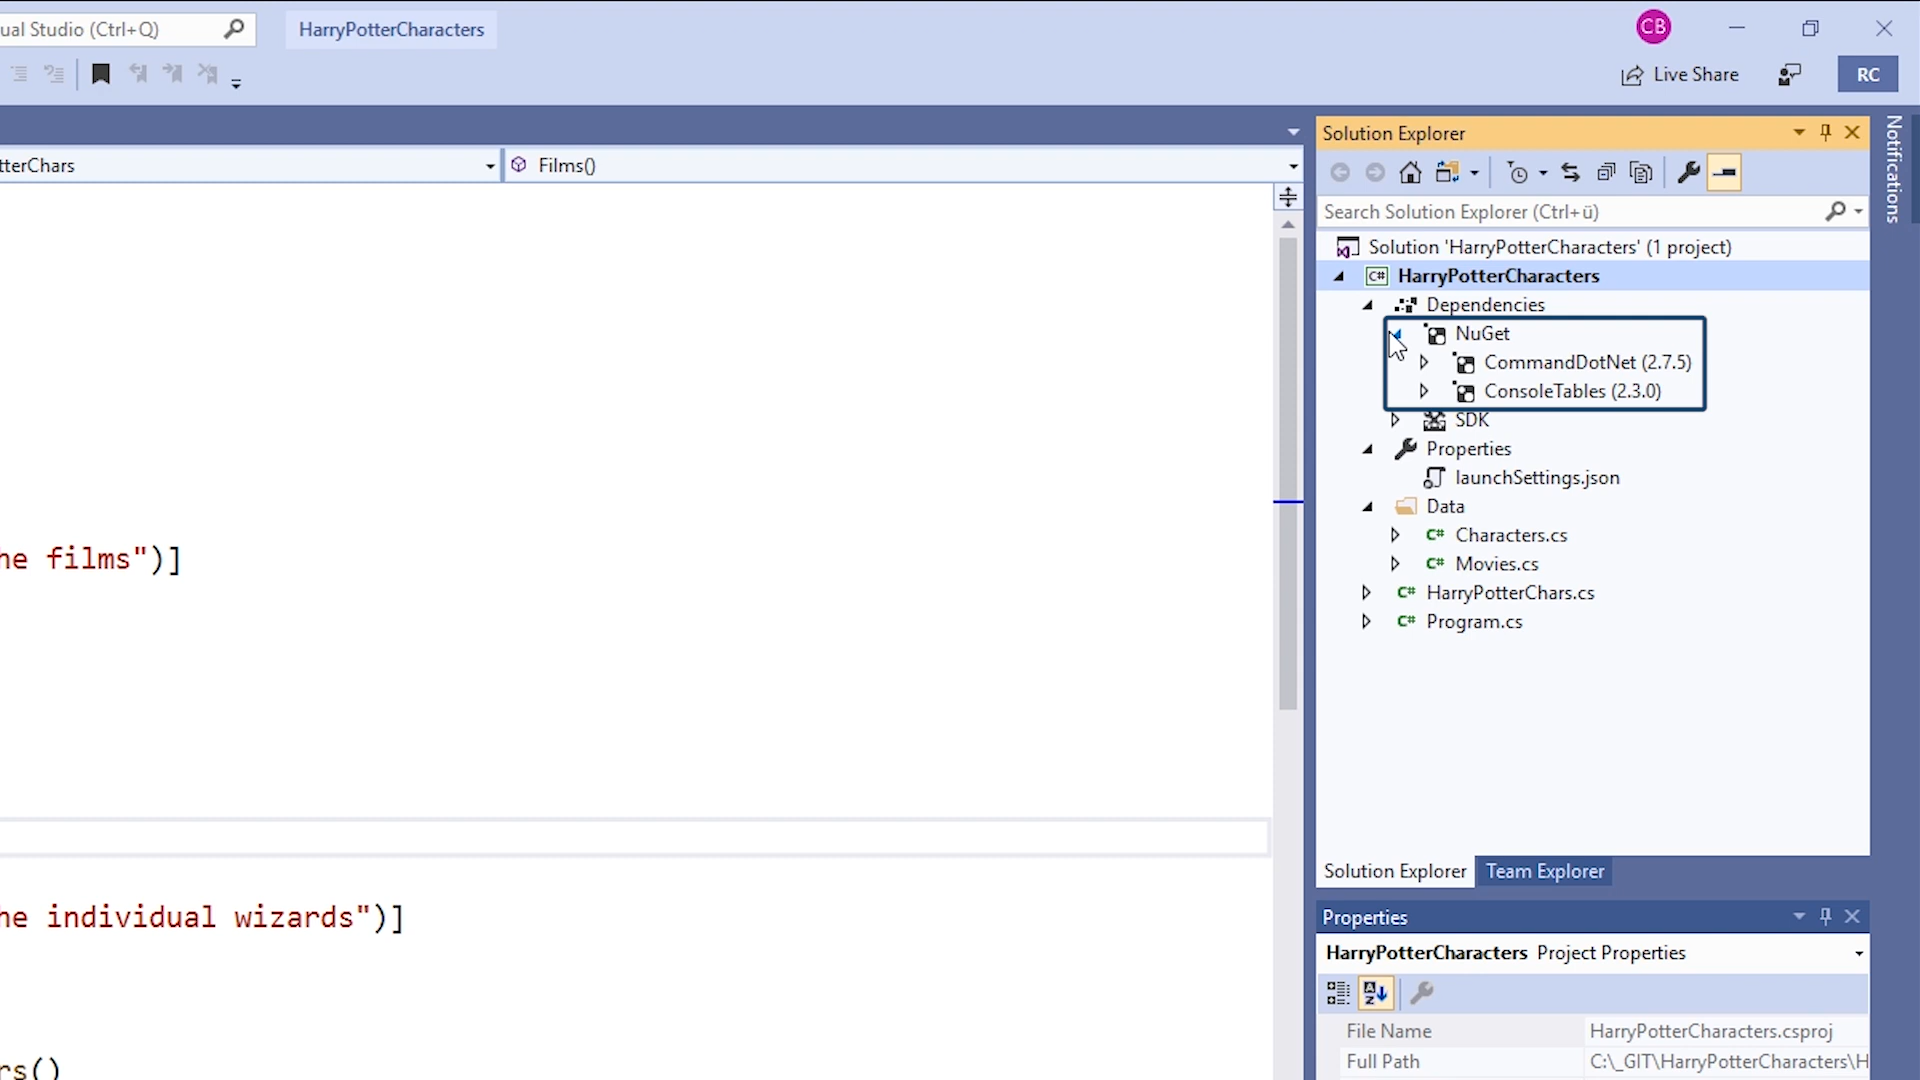 ual Studio (Ctrl+Q)
HarryPotterCharacters
CB
Live Share
RC
tterChars
Films()
he films")]
he individual wizards")]
rs()
Solution Explorer
Search Solution Explorer (Ctrl+ü)
Solution 'HarryPotterCharacters' (1 project)
C# HarryPotterCharacters
Dependencies
NuGet
CommandDotNet (2.7.5)
ConsoleTables (2.3.0)
SDK
Properties
launchSettings.json
Data
C# Characters.cs
C# Movies.cs
C# HarryPotterChars.cs
C# Program.cs
Solution Explorer
Team Explorer
Properties
HarryPotterCharacters Project Properties
File Name HarryPotterCharacters.csproj
Full Path C:\_GIT\HarryPotterCharacters\H
Notifications